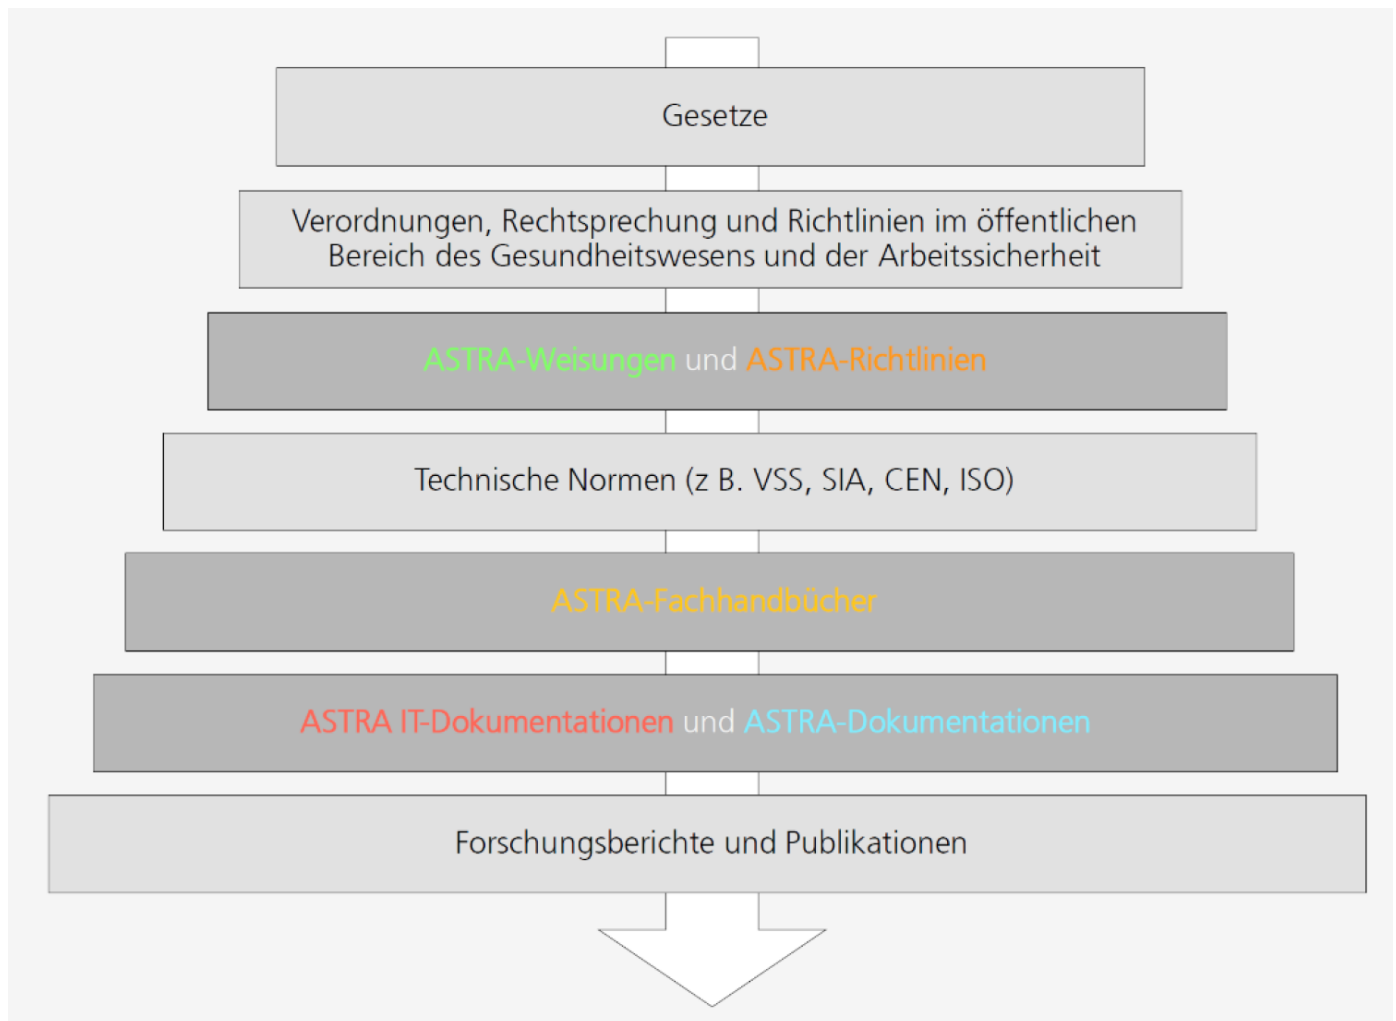 Gesetze
Verordnungen, Rechtsprechung und Richtlinien im öffentlichen
Bereich des Gesundheitswesens und der Arbeitssicherheit
ASTRA-Weisungen und ASTRA-Richtlinien
Technische Normen (z B. VSS, SIA, CEN, ISO)
ASTRA-Fachhandbücher
ASTRA IT-Dokumentationen und ASTRA-Dokumentationen
Forschungsberichte und Publikationen